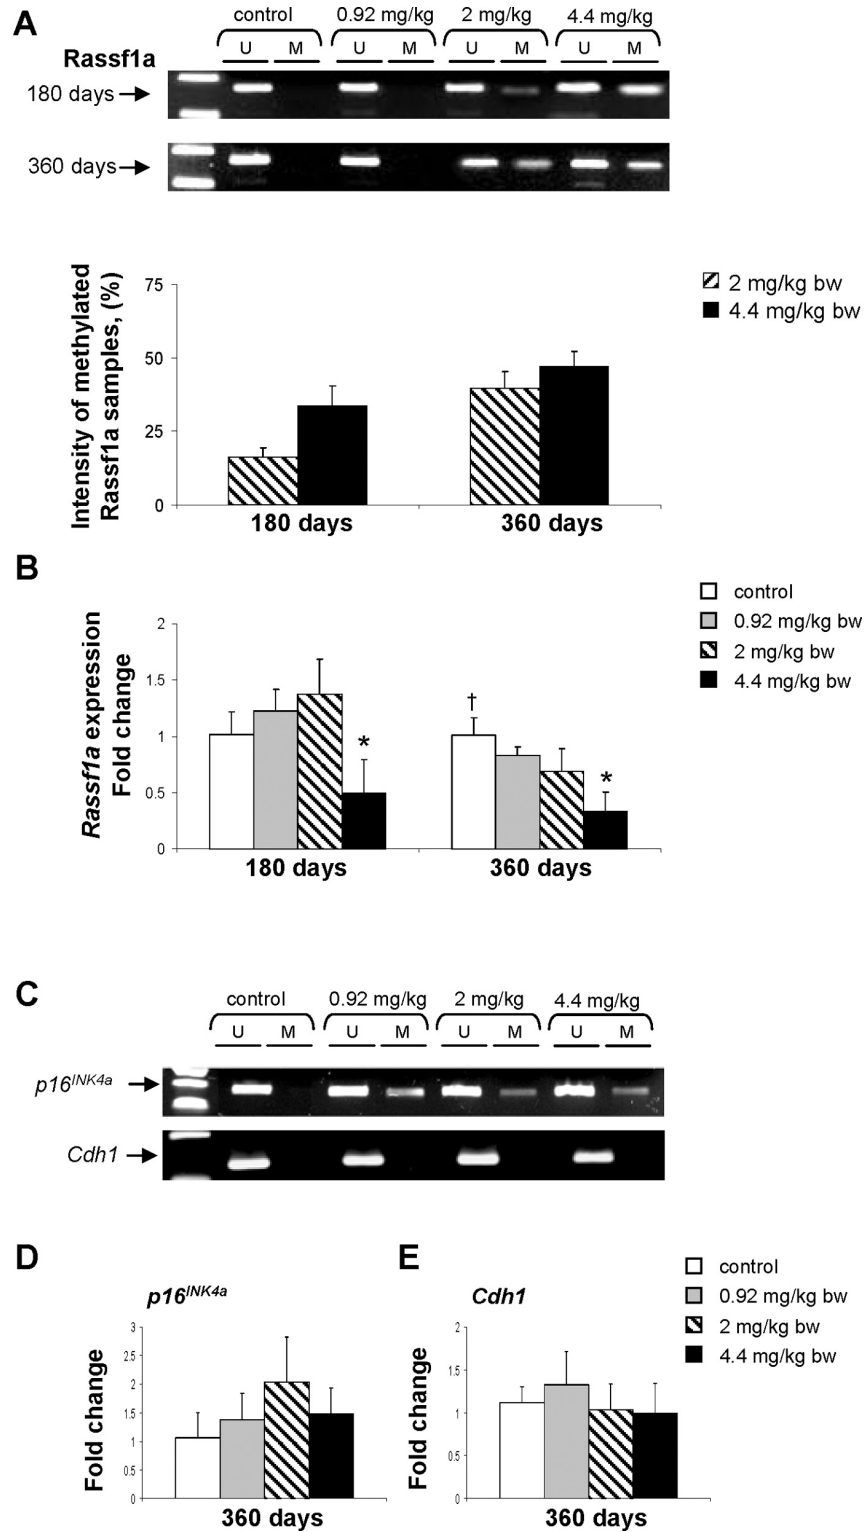 A
control 0.92 mg/kg 2 mg/kg 4.4 mg/kg
U M U M U M U M
Rassf1a
180 days
360 days
Intensity of methylated
Rassf1a samples, (%)
75
50
25
0
180 days 360 days
2 mg/kg bw
4.4 mg/kg bw
B
Rassf1a expression
Fold change
2
1.5
1
0.5
0
*
†
*
180 days 360 days
control
0.92 mg/kg bw
2 mg/kg bw
4.4 mg/kg bw
C
control 0.92 mg/kg 2 mg/kg 4.4 mg/kg
U M U M U M U M
p16INK4a
Cdh1
D
p16INK4a
Fold change
3
2.5
2
1.5
1
0.5
0
360 days
E
Cdh1
Fold change
2
1.5
1
0.5
0
360 days
control
0.92 mg/kg bw
2 mg/kg bw
4.4 mg/kg bw